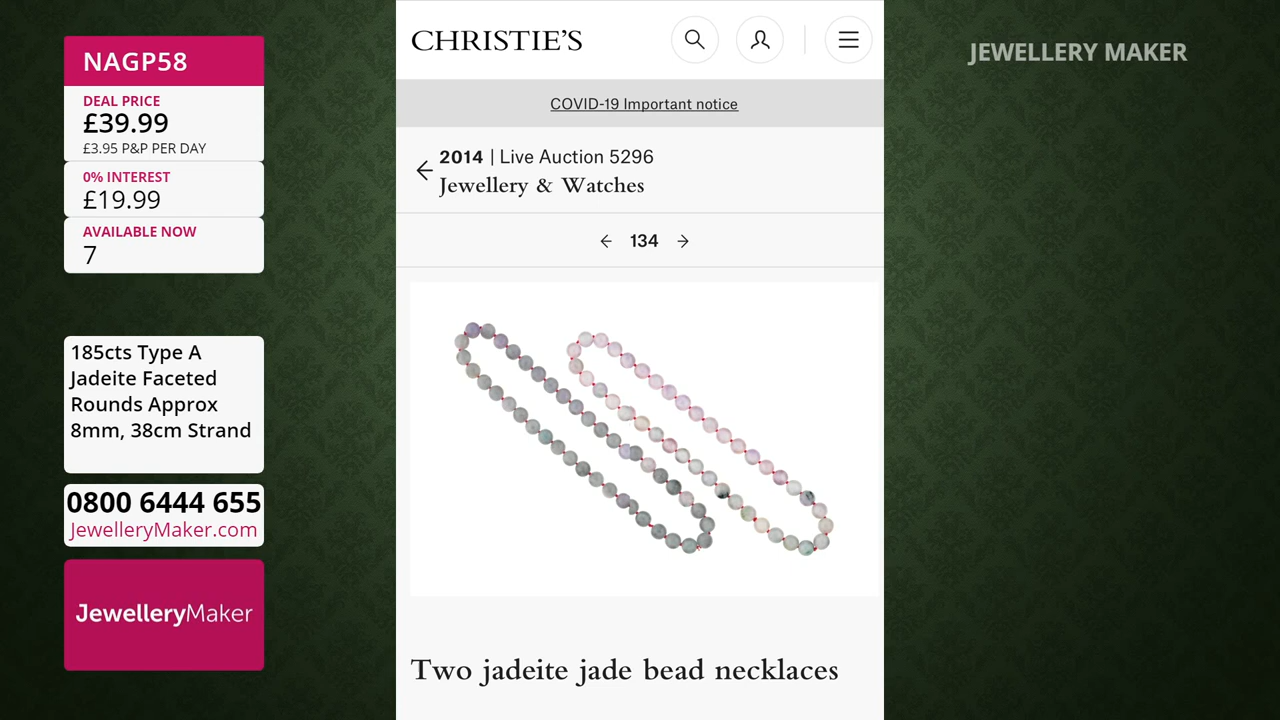 NAGP58
DEAL PRICE
£39.99
£3.95 P&P PER DAY
0% INTEREST
£19.99
AVAILABLE NOW
7
185cts Type A
Jadeite Faceted
Rounds Approx
8mm, 38cm Strand
0800 6444 655
JewelleryMaker.com
JewelleryMaker
CHRISTIE'S
COVID-19 Important notice
2014 | Live Auction 5296
Jewellery & Watches
134
Two jadeite jade bead necklaces
JEWELLERY MAKER